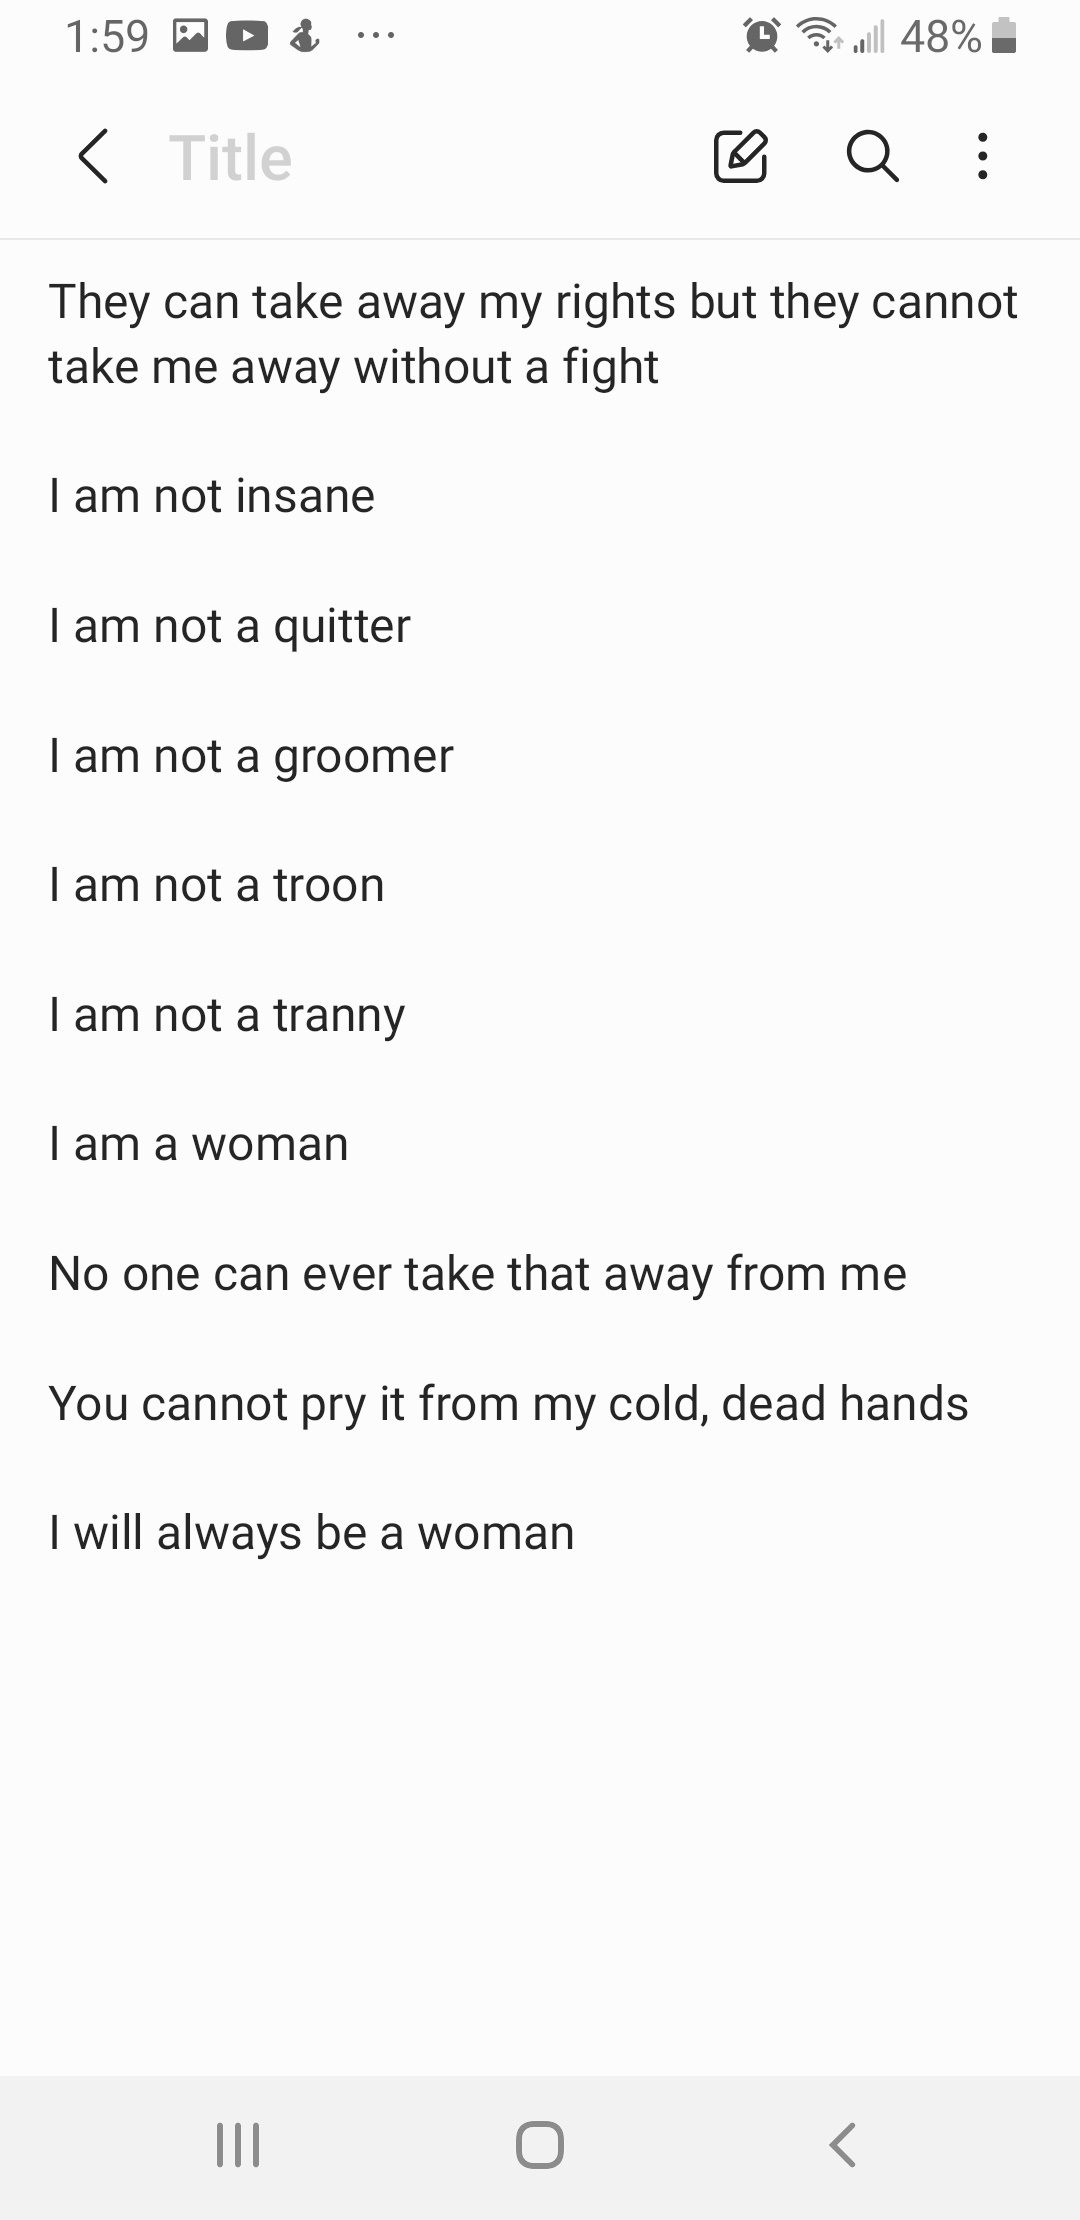 1:59
48%
Title
They can take away my rights but they cannot
take me away without a fight
I am not insane
I am not a quitter
I am not a groomer
I am not a troon
I am not a tranny
I am a woman
No one can ever take that away from me
You cannot pry it from my cold, dead hands
I will always be a woman